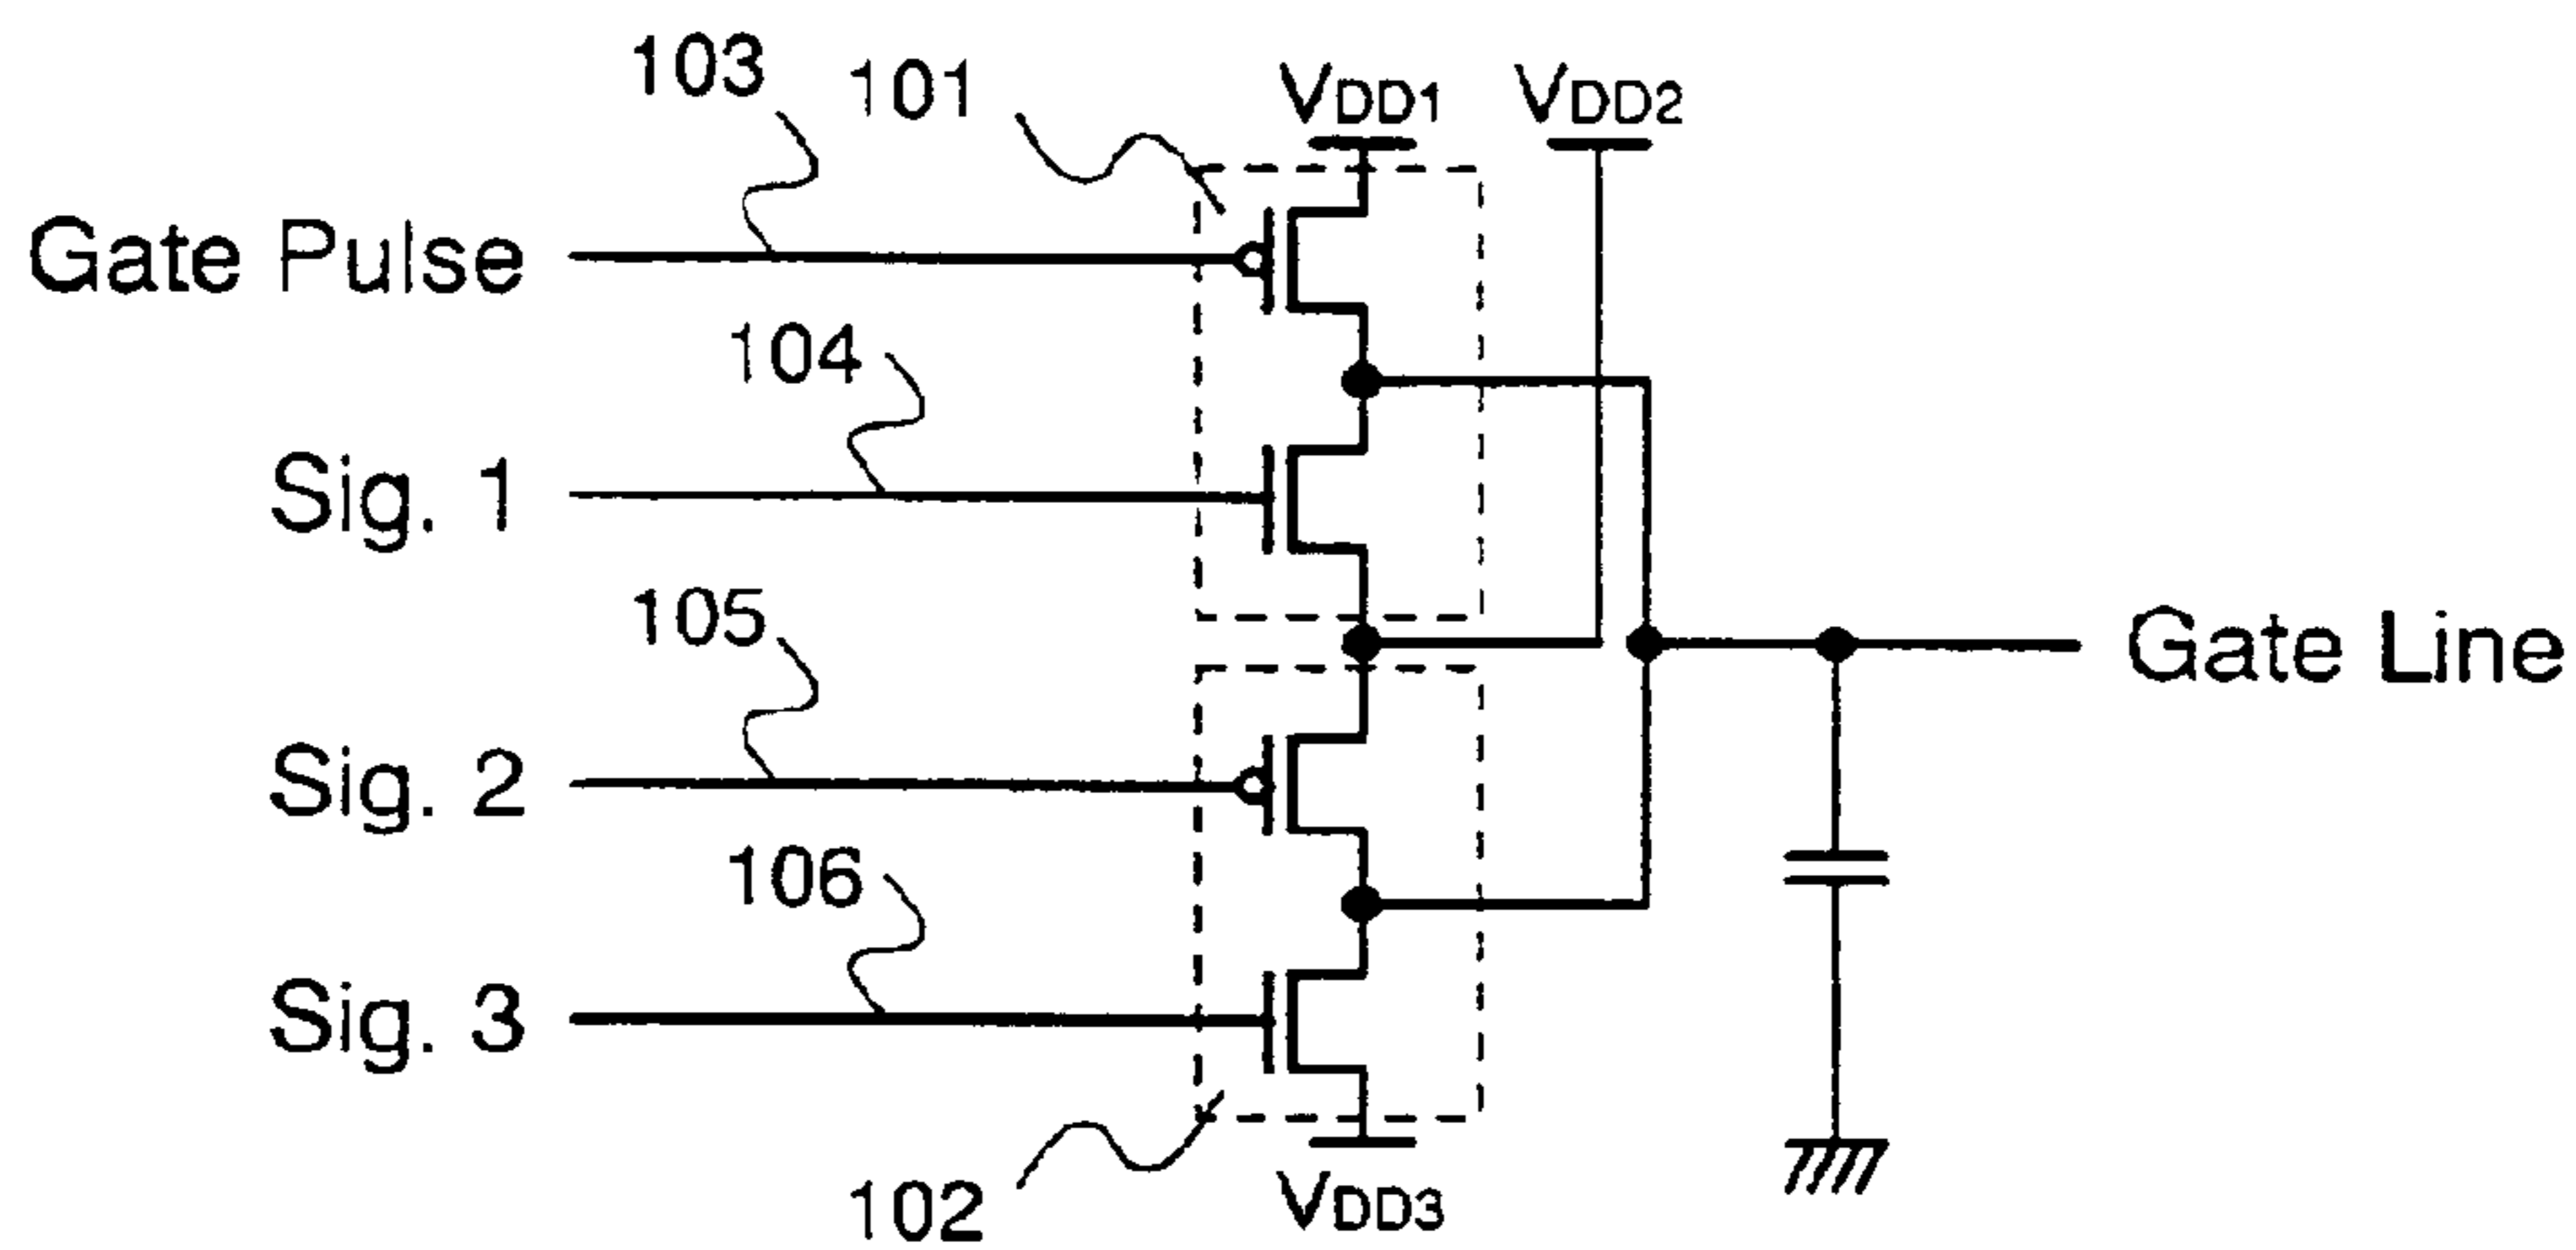 103
101
VDD1
VDD2
Gate Pulse
104
Sig. 1
105
Gate Line
Sig. 2
106
Sig. 3
102
VDD3